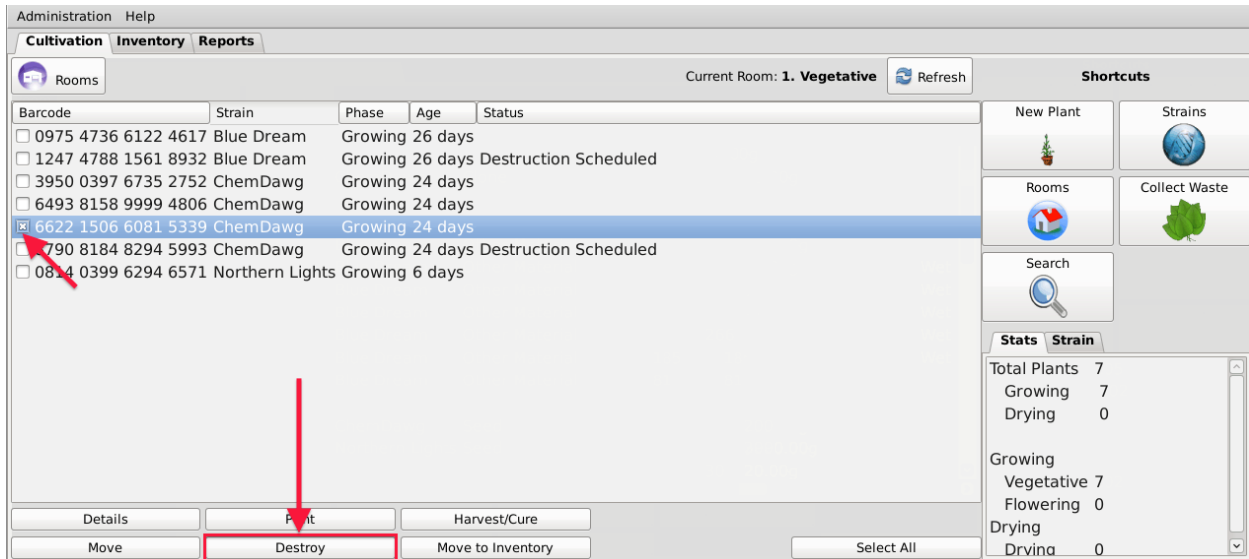 Administration Help
Cultivation Inventory Reports
Rooms Current Room: 1. Vegetative Refresh Shortcuts
Barcode Strain Phase Age Status
0975 4736 6122 4617 Blue Dream Growing 26 days
1247 4788 1561 8932 Blue Dream Growing 26 days Destruction Scheduled
3950 0397 6735 2752 ChemDawg Growing 24 days
6493 8158 9999 4806 ChemDawg Growing 24 days
6622 1506 6081 5339 ChemDawg Growing 24 days
8184 8294 5993 ChemDawg Growing 24 days Destruction Scheduled
0814 0399 6294 6571 Northern Lights Growing 6 days
New Plant Strains
Rooms Collect Waste
Search
Stats Strain
Total Plants 7
Growing 7
Drying 0
Growing
Vegetative 7
Flowering 0
Drying
Drying 0
Details Print Harvest/Cure
Move Destroy Move to Inventory Select All